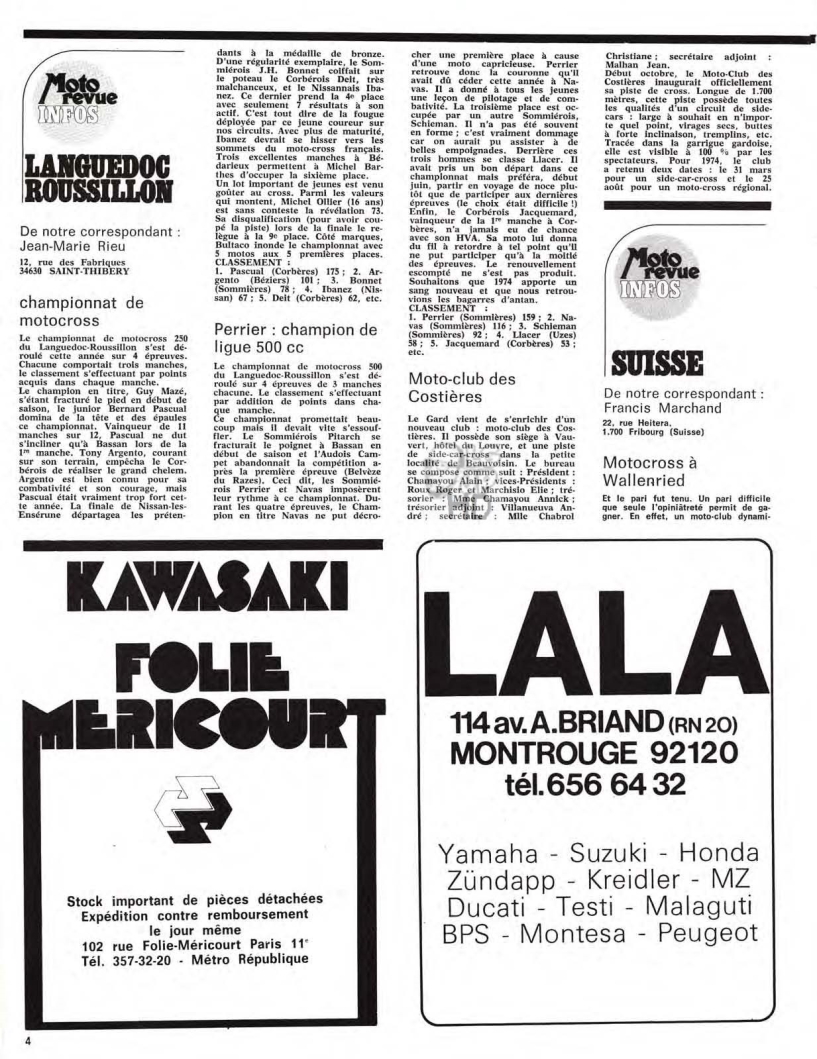 Moto
revue
INFOS
LANGUEDOC
ROUSSILLON
De notre correspondant :
Jean-Marie Rieu
12, rue des Fabriques
34630 SAINT-THIBERY
championnat de
motocross
Le championnat de motocross 250
du Languedoc-Roussillon s'est dé-
roulé cette année sur 4 épreuves.
Chacune comportait trois manches,
le classement s'effectuant par points
acquis dans chaque manche.
Le champion en titre, Guy Mazé,
s'étant fracturé le pied en début de
saison, le junior Bernard Pascual
domina de la tête et des épaules
ce championnat. Vainqueur de 11
manches sur 12, Pascual ne dut
s'incliner qu'à Bassan lors de la
1re manche. Tony Argento, courant
sur son terrain, empêcha le Cor-
bérois de réaliser le grand chelem.
Argento est bien connu pour sa
combativité et son courage, mais
Pascual était vraiment trop fort cet-
te année. La finale de Nissan-les-
Ensérune départagea les préten-
dants à la médaille de bronze.
D'une régularité exemplaire, le Som-
miérois J.H. Bonnet coiffait sur
le poteau le Corbérois Delt, très
malchanceux, et le Nissannais Iba-
nez. Ce dernier prend la 4e place
avec seulement 7 résultats à son
actif. C'est tout dire de la fougue
déployée par ce jeune coureur sur
nos circuits. Avec plus de maturité,
Ibanez devrait se hisser vers les
sommets du moto-cross français.
Trois excellentes manches à Bé-
darieux permettent à Michel Bar-
thes d'occuper la sixième place.
Un lot important de jeunes est venu
goûter au cross. Parmi les valeurs
qui montent, Michel Ollier (16 ans)
est sans conteste la révélation 73.
Sa disqualification (pour avoir cou-
pé la piste) lors de la finale le re-
lègue à la 9e place. Côté marques,
Bultaco inonde le championnat avec
5 motos aux 5 premières places.
CLASSEMENT :
1. Pascual (Corbères) 175 ; 2. Ar-
gento (Béziers) 101 ; 3. Bonnet
(Sommières) 78 ; 4. Ibanez (Nis-
san) 67 ; 5. Deit (Corbères) 62, etc.
Perrier : champion de
ligue 500 cc
Le championnat de motocross 500
du Languedoc-Roussillon s'est dé-
roulé sur 4 épreuves de 3 manches
chacune. Le classement s'effectuant
par addition de points dans cha-
que manche.
Ce championnat promettait beau-
coup mais il devait vite s'essouf-
fler. Le Sommiérois Pitarch se
fracturait le poignet à Bassan en
début de saison et l'Audois Cam-
pet abandonnait la compétition a-
près la première épreuve (Belvèze
du Razes). Ceci dit, les Sommié-
rois Perrier et Navas imposèrent
leur rythme à ce championnat. Du-
rant les quatre épreuves, le Cham-
pion en titre Navas ne put décro-
cher une première place à cause
d'une moto capricieuse. Perrier
retrouve donc la couronne qu'il
avait dû céder cette année à Na-
vas. Il a donné à tous les jeunes
une leçon de pilotage et de com-
bativité. La troisième place est oc-
cupée par un autre Sommiérois,
Schieman. Il n'a pas été souvent
en forme ; c'est vraiment dommage
car on aurait pu assister à de
belles empoignades. Derrière ces
trois hommes se classe Llacer. Il
avait pris un bon départ dans ce
championnat mais préféra, début
juin, partir en voyage de noce plu-
tôt que de participer aux dernières
épreuves (le choix était difficile !)
Enfin, le Corbérois Jacquemard,
vainqueur de la 1re manche à Cor-
bères, n'a jamais eu de chance
avec son HVA. Sa moto lui donna
du fil à retordre à tel point qu'il
ne put participer qu'à la moitié
des épreuves. Le renouvellement
escompté ne s'est pas produit.
Souhaitons que 1974 apporte un
sang nouveau et que nous retrou-
vions les bagarres d'antan.
CLASSEMENT :
1. Perrier (Sommières) 159 ; 2. Na-
vas (Sommières) 116 ; 3. Schleman
(Sommières) 92 ; 4. Llacer (Uzes)
58 ; 5. Jacquemard (Corbères) 53 ;
etc.
Moto-club des
Costières
Le Gard vient de s'enrichir d'un
nouveau club : moto-club des Cos-
tières. Il possède son siège à Vau-
vert, hôtel du Louvre, et une piste
de side-car-cross dans la petite
localité de Beauvoisin. Le bureau
se compose comme suit : Président :
Chamayou Alain ; vices-Présidents :
Roux Roger et Marchisio Elie ; tré-
sorier : Chamayou Annick ;
trésorier adjoint : Villanueuva An-
dré ; secrétaire : Mlle Chabrol
Christiane ; secrétaire adjoint :
Malhan Jean.
Début octobre, le Moto-Club des
Costières inaugurait officiellement
sa piste de cross. Longue de 1.700
mètres, cette piste possède toutes
les qualités d'un circuit de side-
cars : large à souhait en n'impor-
te quel point, virages secs, buttes
à forte inclinaison, tremplins, etc.
Tracée dans la garrigue gardoise,
elle est visible à 100 % par les
spectateurs. Pour 1974, le club
a retenu deux dates : le 31 mars
pour un side-car-cross et le 25
août pour un moto-cross régional.
Moto
revue
INFOS
SUISSE
De notre correspondant :
Francis Marchand
22, rue Heitera.
1.700 Fribourg (Suisse)
Motocross à
Wallenried
Et le pari fut tenu. Un pari difficile
que seule l'opiniâtreté permit de ga-
gner. En effet, un moto-club dynami-
KAWASAKI
FOLIE
MERICOURT
Stock important de pièces détachées
Expédition contre remboursement
le jour même
102 rue Folie-Méricourt Paris 11e
Tél. 357-32-20 - Métro République
LALA
114 av. A. BRIAND (RN 20)
MONTROUGE 92120
tél. 656 64 32
Yamaha - Suzuki - Honda
Zündapp - Kreidler - MZ
Ducati - Testi - Malaguti
BPS - Montesa - Peugeot
4